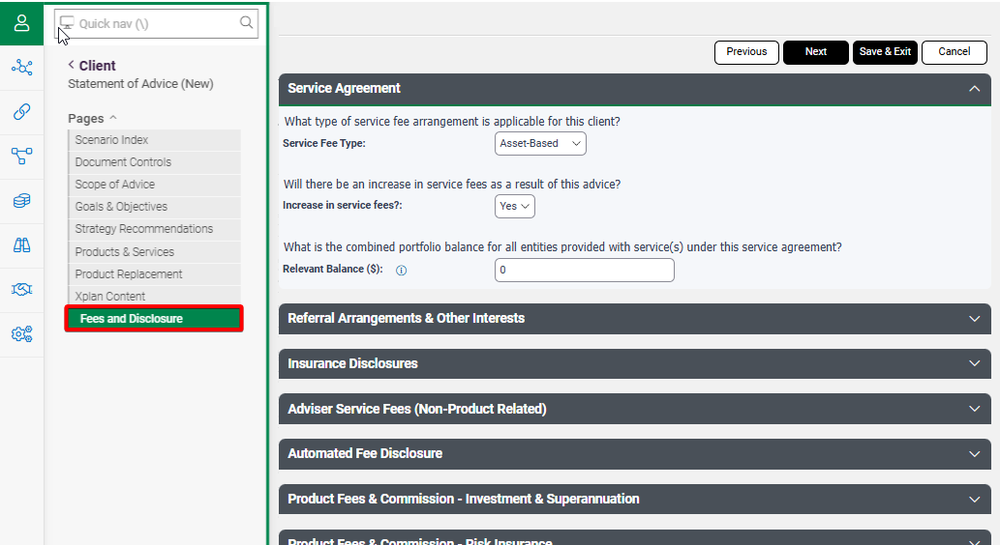 Quick nav (\)
Client
Statement of Advice (New)
Pages
Scenario Index
Document Controls
Scope of Advice
Goals & Objectives
Strategy Recommendations
Products & Services
Product Replacement
Xplan Content
Fees and Disclosure
Previous
Next
Save & Exit
Cancel
Service Agreement
What type of service fee arrangement is applicable for this client?
Service Fee Type:
Asset-Based
Will there be an increase in service fees as a result of this advice?
Increase in service fees?:
Yes
What is the combined portfolio balance for all entities provided with service(s) under this service agreement?
Relevant Balance ($):
0
Referral Arrangements & Other Interests
Insurance Disclosures
Adviser Service Fees (Non-Product Related)
Automated Fee Disclosure
Product Fees & Commission - Investment & Superannuation
Product Fees & Commission - Risk Insurance